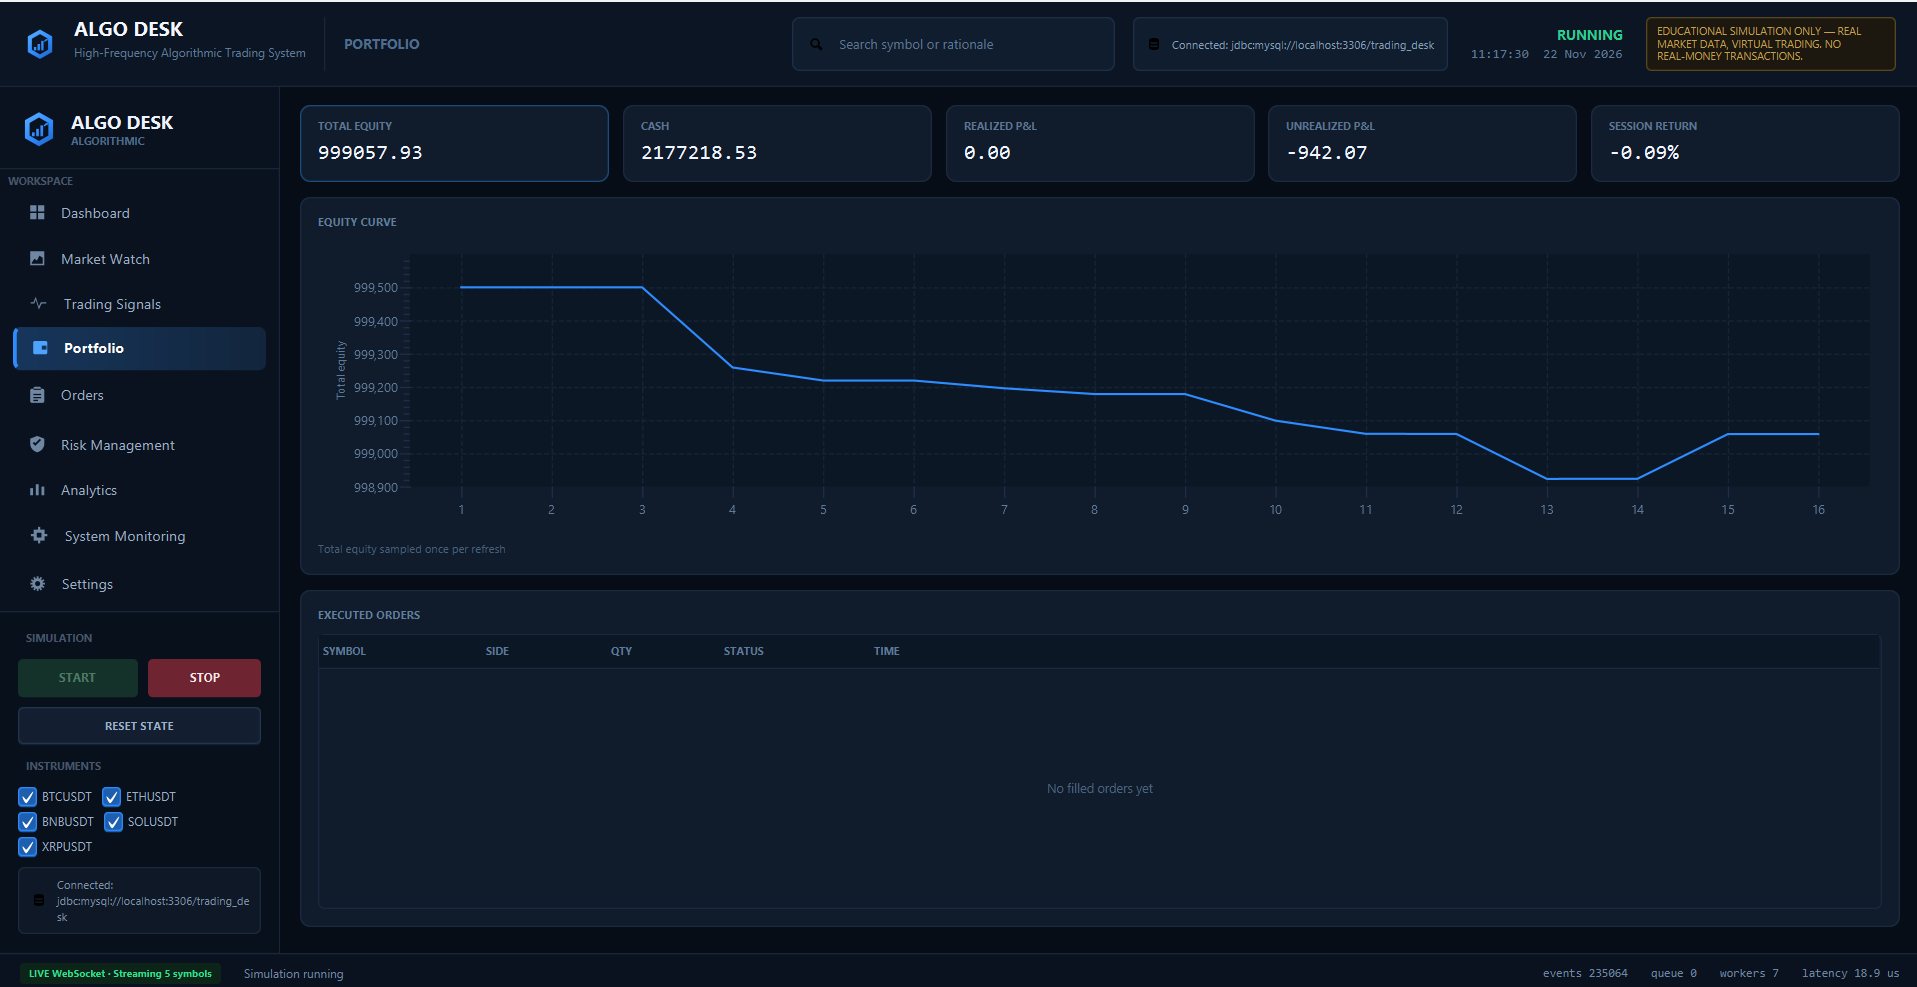 ALGO DESK
High-Frequency Algorithmic Trading System
PORTFOLIO
Search symbol or rationale
Connected: jdbc:mysql://localhost:3306/trading_desk
RUNNING
11:17:30 22 Nov 2026
EDUCATIONAL SIMULATION ONLY — REAL
MARKET DATA, VIRTUAL TRADING. NO
REAL-MONEY TRANSACTIONS.
ALGO DESK
ALGORITHMIC
WORKSPACE
Dashboard
Market Watch
Trading Signals
Portfolio
Orders
Risk Management
Analytics
System Monitoring
Settings
SIMULATION
START STOP
RESET STATE
INSTRUMENTS
BTCUSDT ETHUSDT
BNBUSDT SOLUSDT
XRPUSDT
Connected:
jdbc:mysql://localhost:3306/trading_de
sk
TOTAL EQUITY
999057.93
CASH
2177218.53
REALIZED P&L
0.00
UNREALIZED P&L
-942.07
SESSION RETURN
-0.09%
EQUITY CURVE
Total equity
999,500
999,400
999,300
999,200
999,100
999,000
998,900
1 2 3 4 5 6 7 8 9 10 11 12 13 14 15 16
Total equity sampled once per refresh
EXECUTED ORDERS
SYMBOL SIDE QTY STATUS TIME
No filled orders yet
LIVE WebSocket · Streaming 5 symbols Simulation running events 235064 queue 0 workers 7 latency 18.9 us